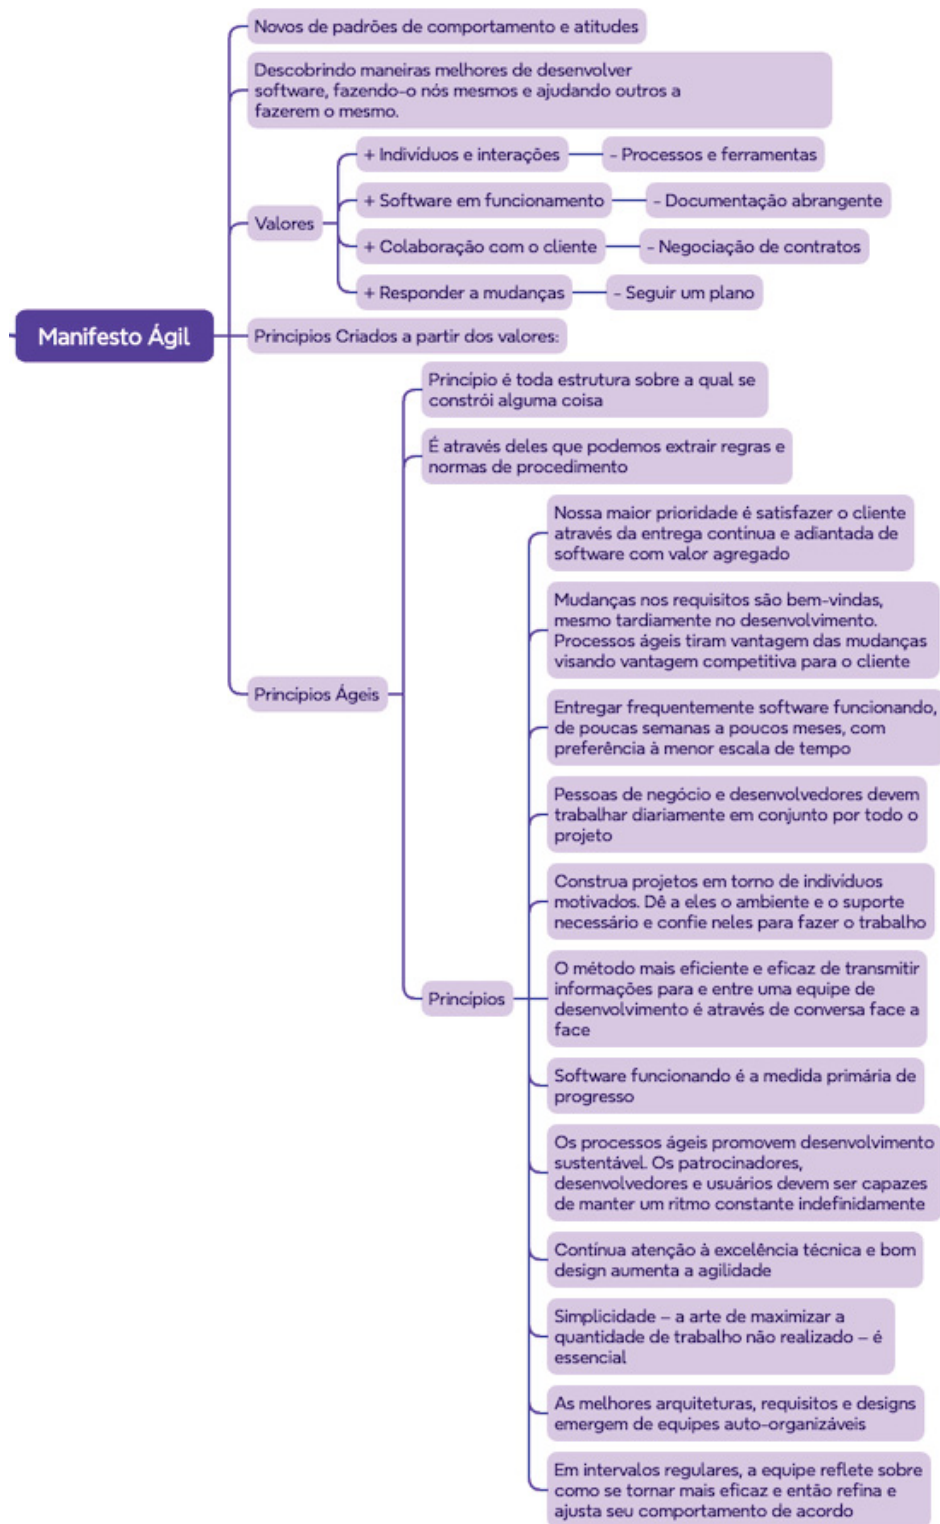 Novos de padrões de comportamento e atitudes
Descobrindo maneiras melhores de desenvolver
software, fazendo-o nós mesmos e ajudando outros a
fazerem o mesmo.
+ Indivíduos e interações
- Processos e ferramentas
+ Software em funcionamento
- Documentação abrangente
Valores
+ Colaboração com o cliente
- Negociação de contratos
+ Responder a mudanças
- Seguir um plano
Manifesto Ágil
Princípios Criados a partir dos valores:
Princípio é toda estrutura sobre a qual se
constrói alguma coisa
É através deles que podemos extrair regras e
normas de procedimento
Princípios Ágeis
Princípios
Nossa maior prioridade é satisfazer o cliente
através da entrega contínua e adiantada de
software com valor agregado
Mudanças nos requisitos são bem-vindas,
mesmo tardiamente no desenvolvimento.
Processos ágeis tiram vantagem das mudanças
visando vantagem competitiva para o cliente
Entregar frequentemente software funcionando,
de poucas semanas a poucos meses, com
preferência à menor escala de tempo
Pessoas de negócio e desenvolvedores devem
trabalhar diariamente em conjunto por todo o
projeto
Construa projetos em torno de indivíduos
motivados. Dê a eles o ambiente e o suporte
necessário e confie neles para fazer o trabalho
O método mais eficiente e eficaz de transmitir
informações para e entre uma equipe de
desenvolvimento é através de conversa face a
face
Software funcionando é a medida primária de
progresso
Os processos ágeis promovem desenvolvimento
sustentável. Os patrocinadores,
desenvolvedores e usuários devem ser capazes
de manter um ritmo constante indefinidamente
Contínua atenção à excelência técnica e bom
design aumenta a agilidade
Simplicidade – a arte de maximizar a
quantidade de trabalho não realizado – é
essencial
As melhores arquiteturas, requisitos e designs
emergem de equipes auto-organizáveis
Em intervalos regulares, a equipe reflete sobre
como se tornar mais eficaz e então refina e
ajusta seu comportamento de acordo